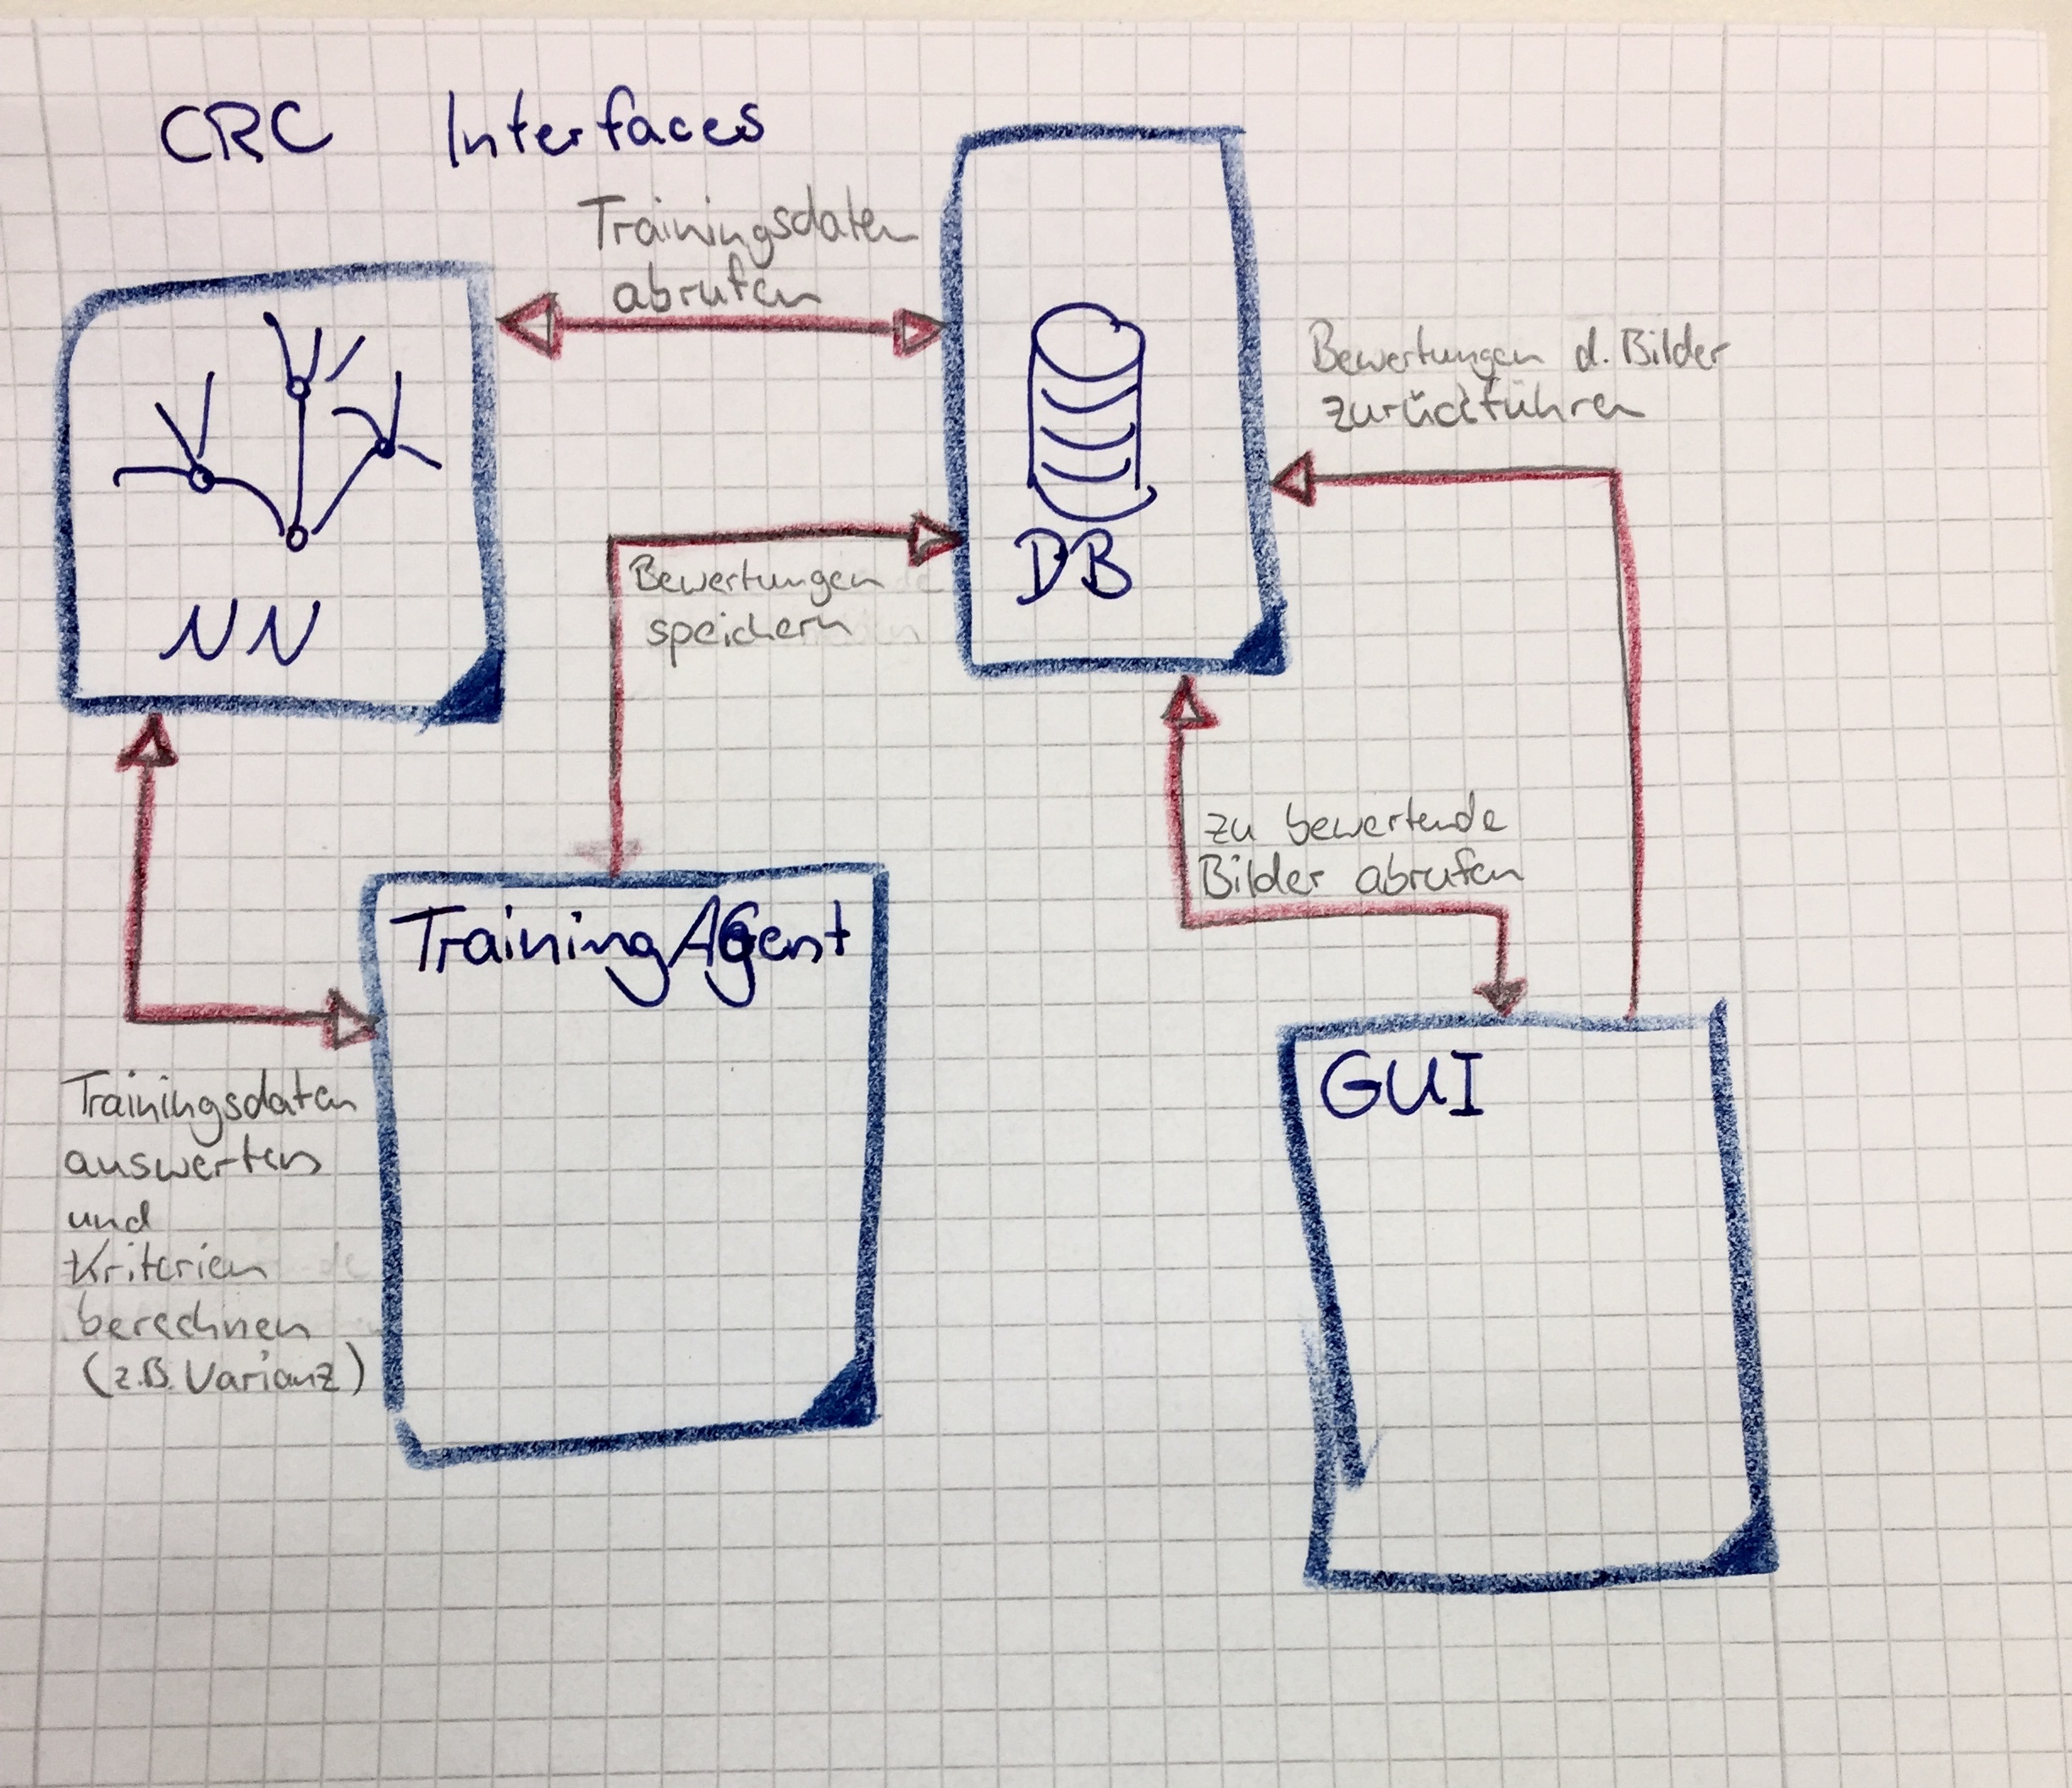 CRC Interfaces
Trainingsdaten
abrufen
Bewertungen d. Bilder
zurückführen
NN
DB
Bewertungen
speichern
zu bewertende
Bilder abrufen
TrainingAGent
GUI
Trainingsdaten
auswerten
und
Kriterien
berechnen
(z.B. Varianz)